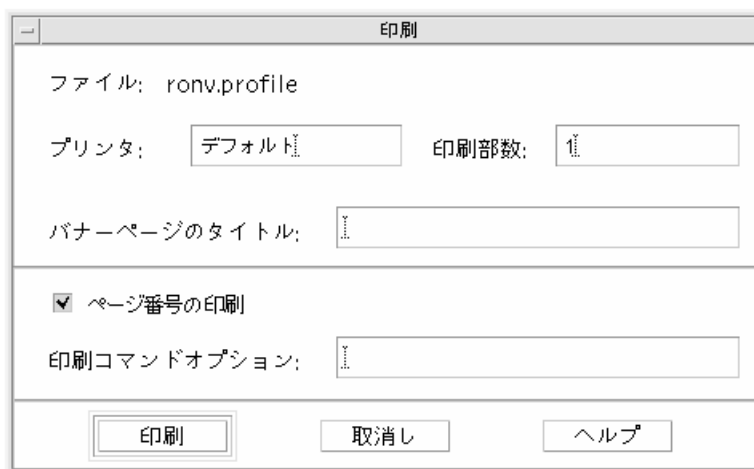 印刷
ファイル: ronv.profile
プリンタ: デフォルト 印刷部数: 1
バナーページのタイトル:
ページ番号の印刷
印刷コマンドオプション:
印刷 取消し ヘルプ